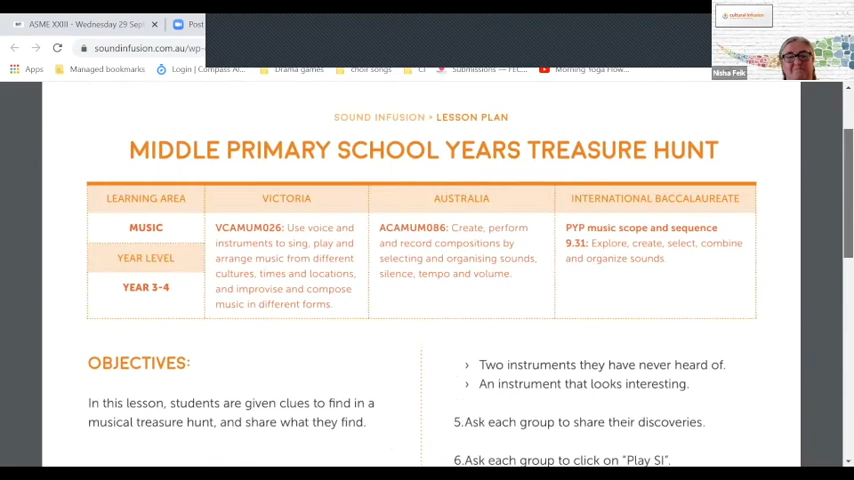 ASME XXIII - Wednesday 29 Sep
Post
soundinfusion.com.au/wp-
Apps
Managed bookmarks
Login | Compass Al...
Drama games
choir songs
CI
Submissions — FEC...
Morning Yoga Flow...
cultural infusion
Nisha Feik
SOUND INFUSION • LESSON PLAN
MIDDLE PRIMARY SCHOOL YEARS TREASURE HUNT
LEARNING AREA
MUSIC
YEAR LEVEL
YEAR 3-4
VICTORIA
VCAMUM026: Use voice and
instruments to sing, play and
arrange music from different
cultures, times and locations,
and improvise and compose
music in different forms.
AUSTRALIA
ACAMUM086: Create, perform
and record compositions by
selecting and organising sounds,
silence, tempo and volume.
INTERNATIONAL BACCALAUREATE
PYP music scope and sequence
9.31: Explore, create, select, combine
and organize sounds.
OBJECTIVES:
In this lesson, students are given clues to find in a
musical treasure hunt, and share what they find.
› Two instruments they have never heard of.
› An instrument that looks interesting.
5.Ask each group to share their discoveries.
6.Ask each group to click on “Play SI”.